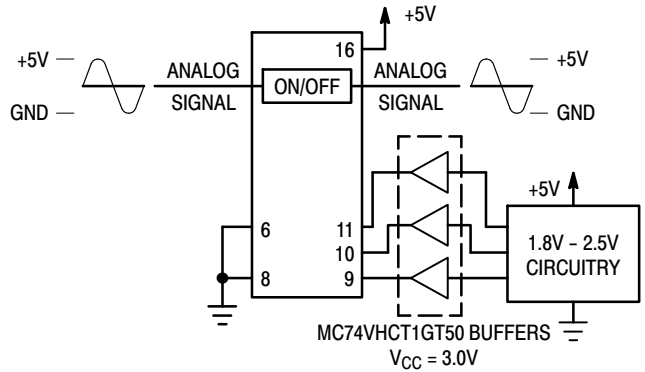 +5V
16
+5V
GND
ANALOG
SIGNAL
ON/OFF
ANALOG
SIGNAL
+5V
GND
6
8
11
10
9
+5V
1.8V – 2.5V
CIRCUITRY
MC74VHCT1GT50 BUFFERS
VCC = 3.0V